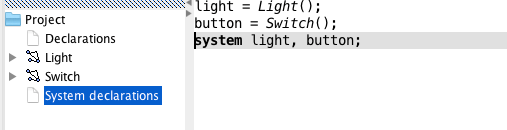 Project
Declarations
Light
Switch
System declarations
light = Light();
button = Switch();
system light, button;